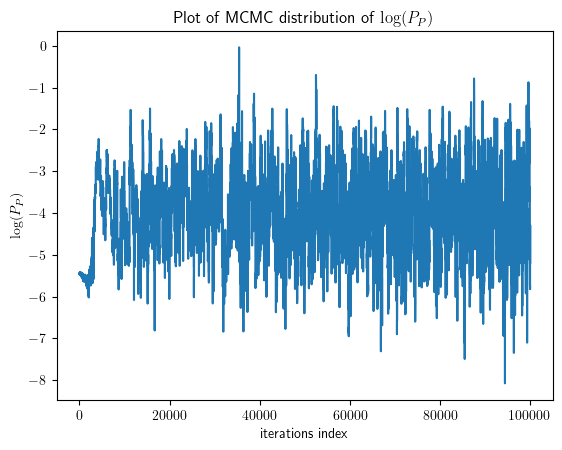 Plot of MCMC distribution of log(P_P)
0
−1
−2
−3
−4
−5
−6
−7
−8
log(P_P)
0 20000 40000 60000 80000 100000
iterations index